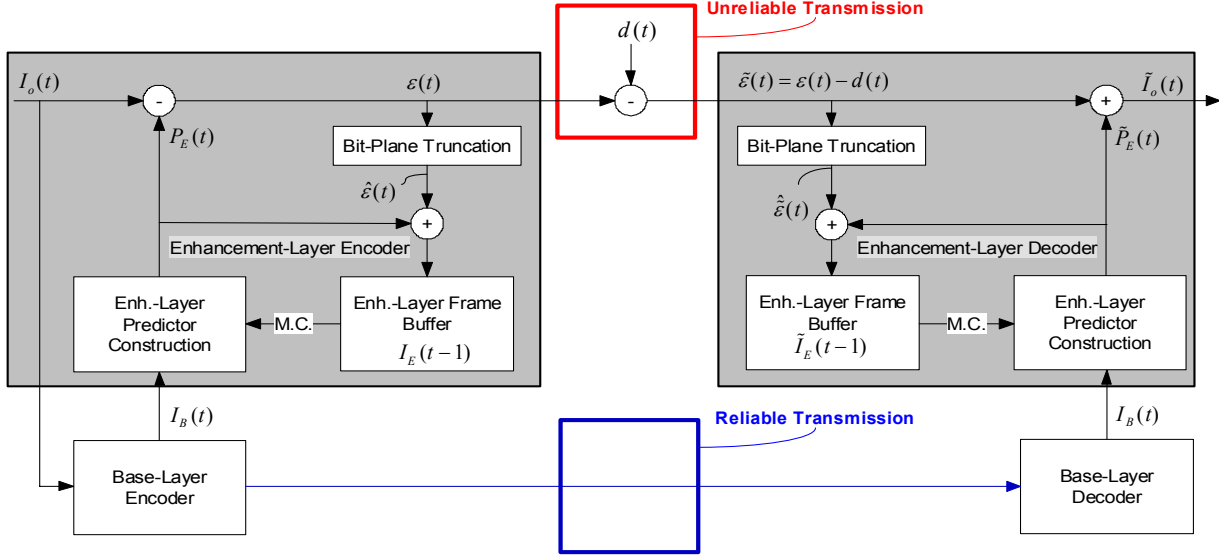 Unreliable Transmission
d(t)
I_o(t)
ε(t)
ε̃(t) = ε(t) − d(t)
Ĩ_o(t)
-
-
+
P_E(t)
P̃_E(t)
Bit-Plane Truncation
Bit-Plane Truncation
ε̂(t)
ε̃̂(t)
+
+
Enhancement-Layer Encoder
Enhancement-Layer Decoder
Enh.-Layer
Predictor
Construction
M.C.
Enh.-Layer Frame
Buffer
I_E(t−1)
Enh.-Layer Frame
Buffer
Ĩ_E(t−1)
M.C.
Enh.-Layer
Predictor
Construction
I_B(t)
Reliable Transmission
I_B(t)
Base-Layer
Encoder
Base-Layer
Decoder